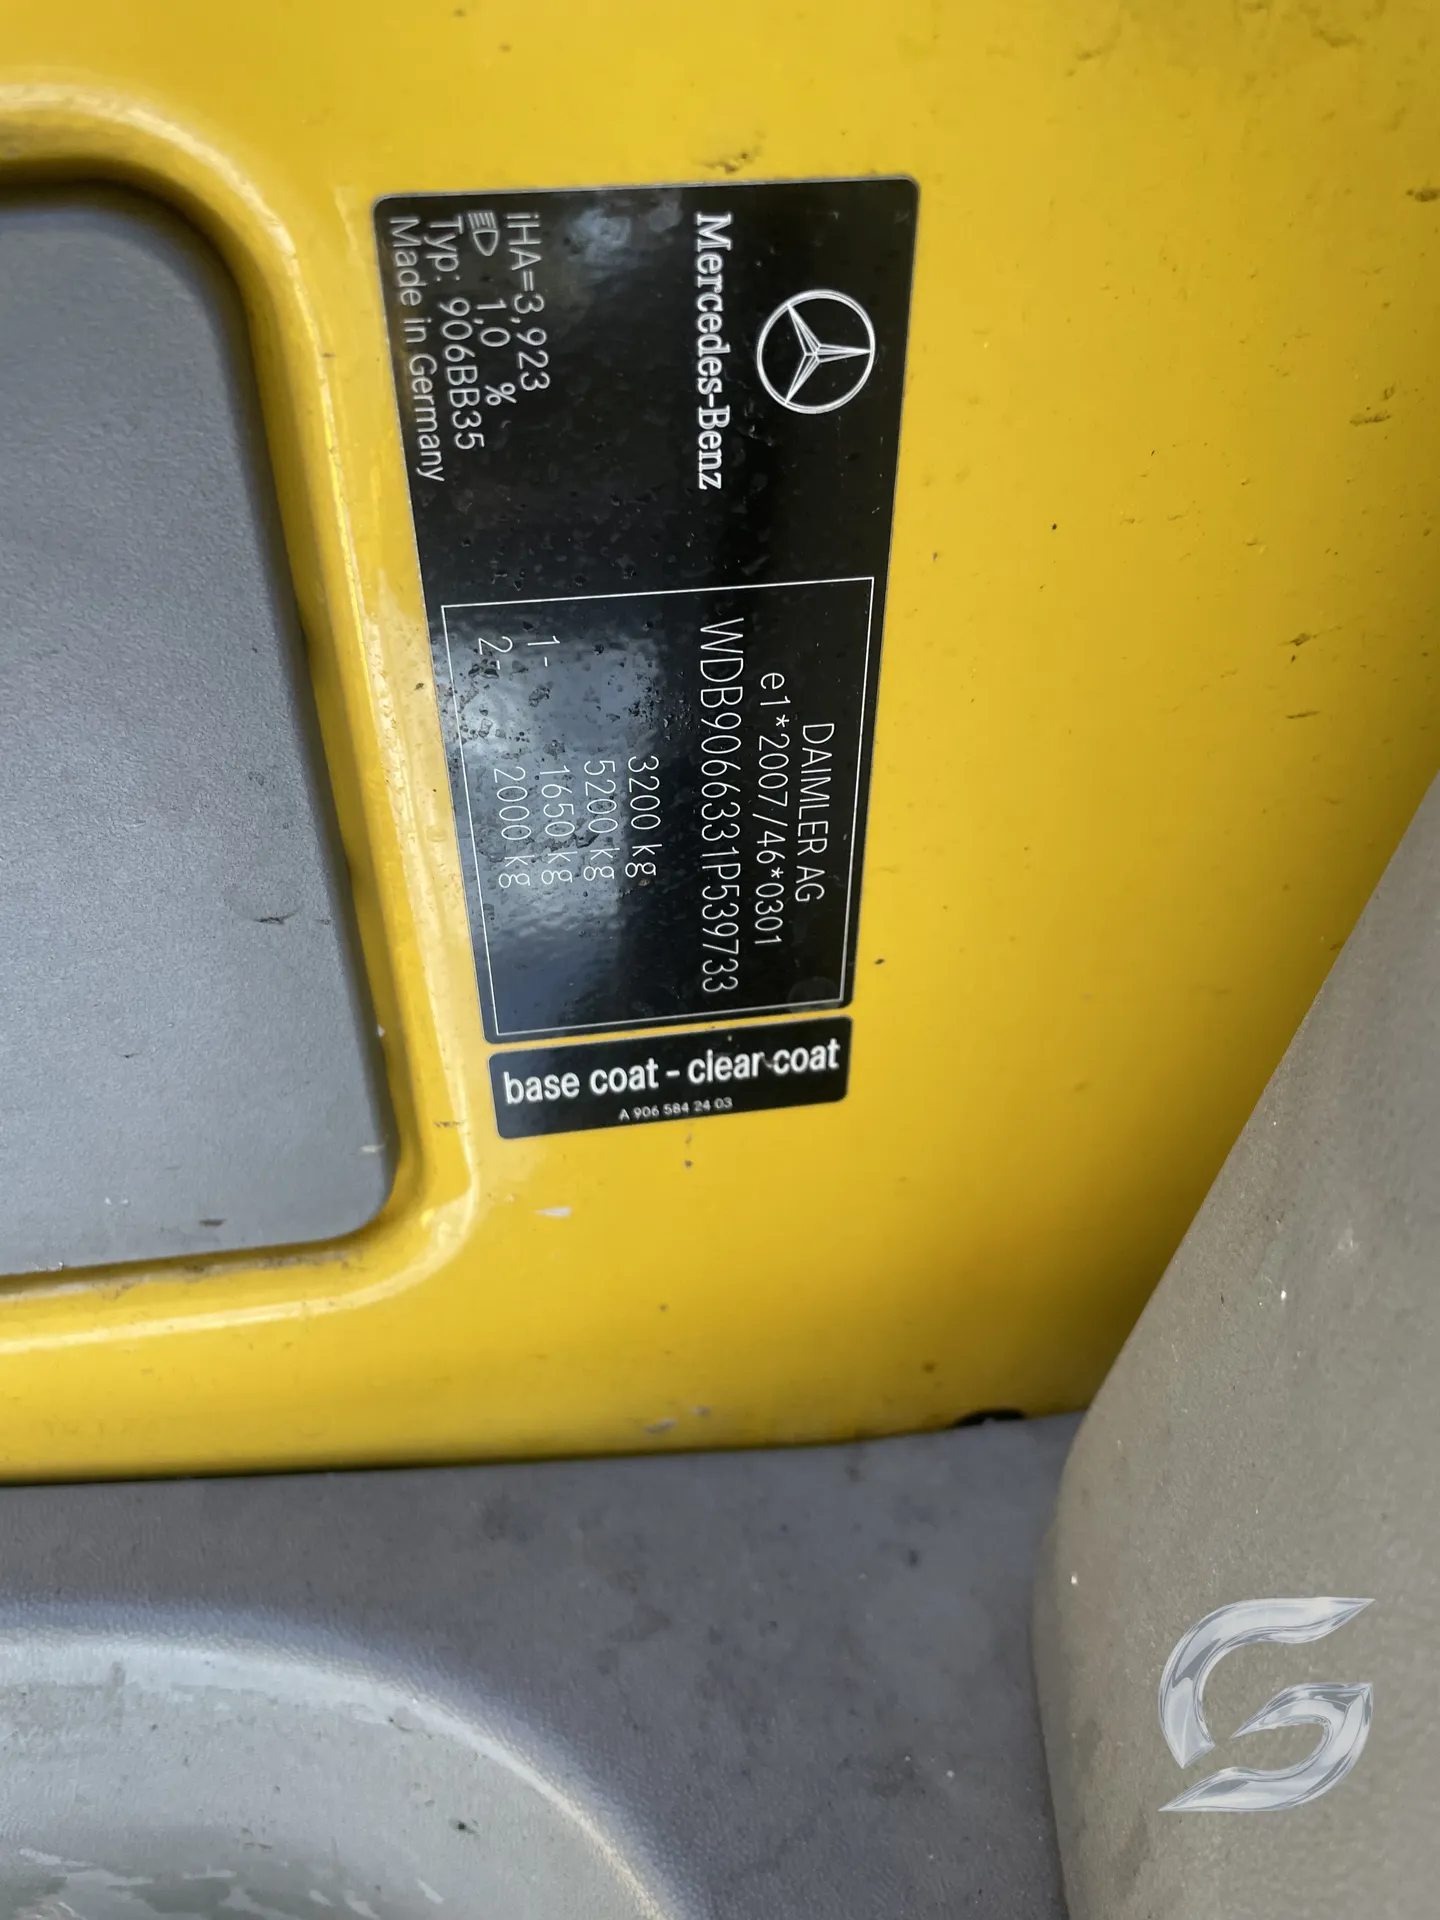 Mercedes-Benz
iHA=3,923
1,0 %
Typ: 906BB35
Made in Germany
DAIMLER AG
e1*2007/46*0301
WDB9066331P539733
3200 kg
5200 kg
1- 1650 kg
2- 2000 kg
base coat - clear coat
A 906 584 24 03